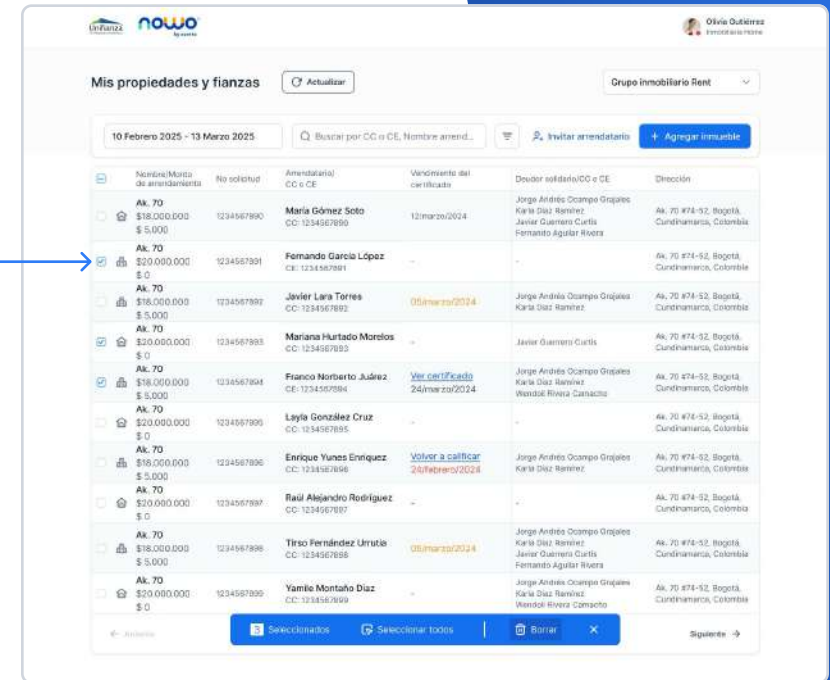 Unifianza
nowo
Olivia Gutiérrez
Mis propiedades y fianzas
Actualizar
Grupo inmobiliario Rent
10 Febrero 2025 - 13 Marzo 2025
Buscar por CC o CE, Nombre arrend...
Invitar arrendatario
+ Agregar inmueble
Nombre/Monto de arrendamiento
No solicitud
Arrendatario/ CC o CE
Vencimiento del certificado
Deudor solidario/CC o CE
Dirección
Ak. 70
$18.000.000
$ 5.000
1234567890
María Gómez Soto
CC: 1234567890
12/marzo/2024
Jorge Andrés Ocampo Grajales
Karla Díaz Ramírez
Javier Guerrero Curtis
Fernando Aguilar Rivera
Ak. 70 #74-52, Bogotá,
Cundinamarca, Colombia
Ak. 70
$20.000.000
$ 0
1234567891
Fernando García López
CE: 1234567891
-
-
Ak. 70 #74-52, Bogotá,
Cundinamarca, Colombia
Ak. 70
$18.000.000
$ 5.000
1234567892
Javier Lara Torres
CC: 1234567892
05/marzo/2024
Jorge Andrés Ocampo Grajales
Karla Díaz Ramírez
Ak. 70 #74-52, Bogotá,
Cundinamarca, Colombia
Ak. 70
$20.000.000
$ 0
1234567893
Mariana Hurtado Morelos
CC: 1234567893
-
Javier Guerrero Curtis
Ak. 70 #74-52, Bogotá,
Cundinamarca, Colombia
Ak. 70
$18.000.000
$ 5.000
1234567894
Franco Norberto Juárez
CE: 1234567894
Ver certificado
24/marzo/2024
Jorge Andrés Ocampo Grajales
Karla Díaz Ramírez
Wendoli Rivera Camacho
Ak. 70 #74-52, Bogotá,
Cundinamarca, Colombia
Ak. 70
$20.000.000
$ 0
1234567895
Layla González Cruz
CC: 1234567895
-
-
Ak. 70 #74-52, Bogotá,
Cundinamarca, Colombia
Ak. 70
$18.000.000
$ 5.000
1234567896
Enrique Yunes Enriquez
CC: 1234567896
Volver a calificar
24/febrero/2024
Jorge Andrés Ocampo Grajales
Karla Díaz Ramírez
Ak. 70 #74-52, Bogotá,
Cundinamarca, Colombia
Ak. 70
$20.000.000
$ 0
1234567897
Raúl Alejandro Rodríguez
CC: 1234567897
-
-
Ak. 70 #74-52, Bogotá,
Cundinamarca, Colombia
Ak. 70
$18.000.000
$ 5.000
1234567898
Tirso Fernández Urrutia
CC: 1234567898
05/marzo/2024
Jorge Andrés Ocampo Grajales
Karla Díaz Ramírez
Javier Guerrero Curtis
Fernando Aguilar Rivera
Ak. 70 #74-52, Bogotá,
Cundinamarca, Colombia
Ak. 70
$20.000.000
$ 0
1234567899
Yamile Montaño Díaz
CC: 1234567899
-
Jorge Andrés Ocampo Grajales
Karla Díaz Ramírez
Wendoli Rivera Camacho
Ak. 70 #74-52, Bogotá,
Cundinamarca, Colombia
3 Seleccionados
Seleccionar todos
Borrar
Siguiente